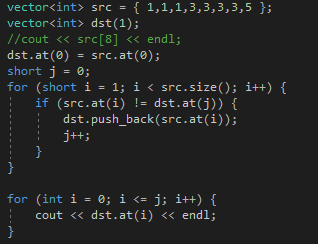 vector<int> src = { 1,1,1,3,3,3,3,5 };
vector<int> dst(1);
//cout << src[8] << endl;
dst.at(0) = src.at(0);
short j = 0;
for (short i = 1; i < src.size(); i++) {
    if (src.at(i) != dst.at(j)) {
        dst.push_back(src.at(i));
        j++;
    }
}

for (int i = 0; i <= j; i++) {
    cout << dst.at(i) << endl;
}